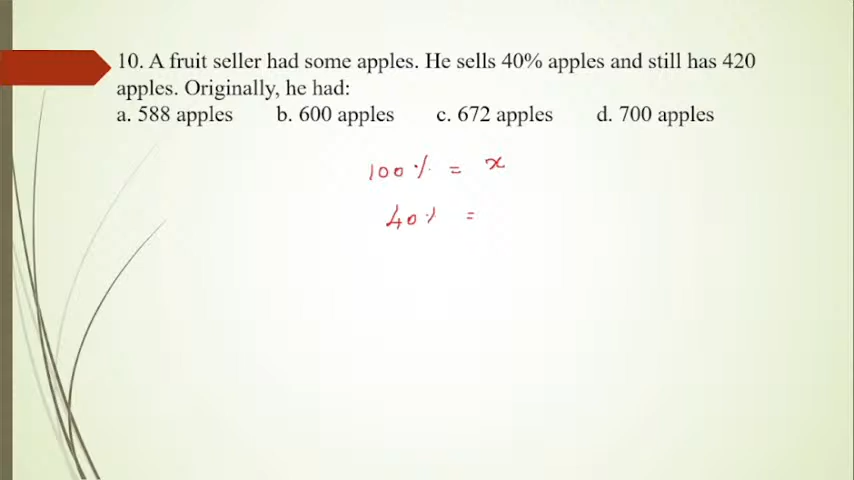 10. A fruit seller had some apples. He sells 40% apples and still has 420
apples. Originally, he had:
a. 588 apples b. 600 apples c. 672 apples d. 700 apples
100% = x
40% =